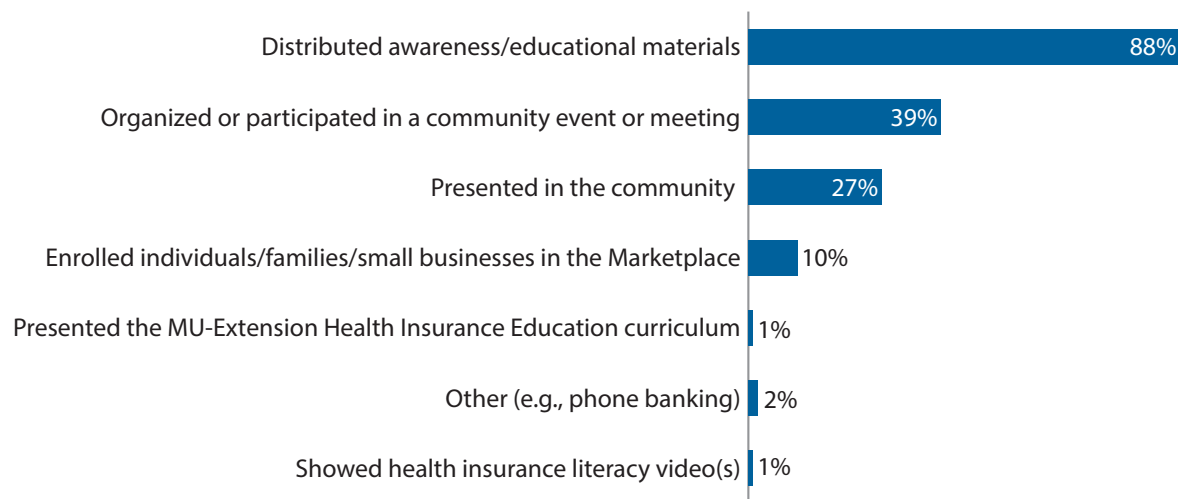 Distributed awareness/educational materials 88%
Organized or participated in a community event or meeting 39%
Presented in the community 27%
Enrolled individuals/families/small businesses in the Marketplace 10%
Presented the MU-Extension Health Insurance Education curriculum 1%
Other (e.g., phone banking) 2%
Showed health insurance literacy video(s) 1%